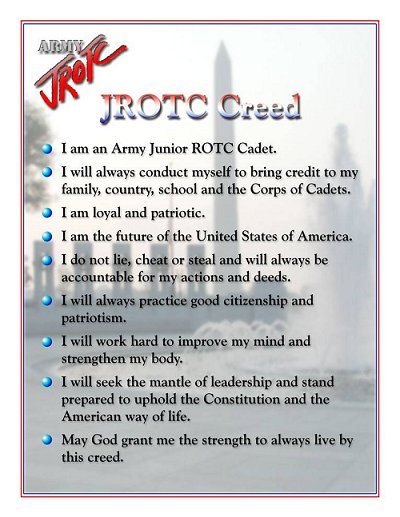 ARMY
JROTC
JROTC Creed
I am an Army Junior ROTC Cadet.
I will always conduct myself to bring credit to my
family, country, school and the Corps of Cadets.
I am loyal and patriotic.
I am the future of the United States of America.
I do not lie, cheat or steal and will always be
accountable for my actions and deeds.
I will always practice good citizenship and
patriotism.
I will work hard to improve my mind and
strengthen my body.
I will seek the mantle of leadership and stand
prepared to uphold the Constitution and the
American way of life.
May God grant me the strength to always live by
this creed.